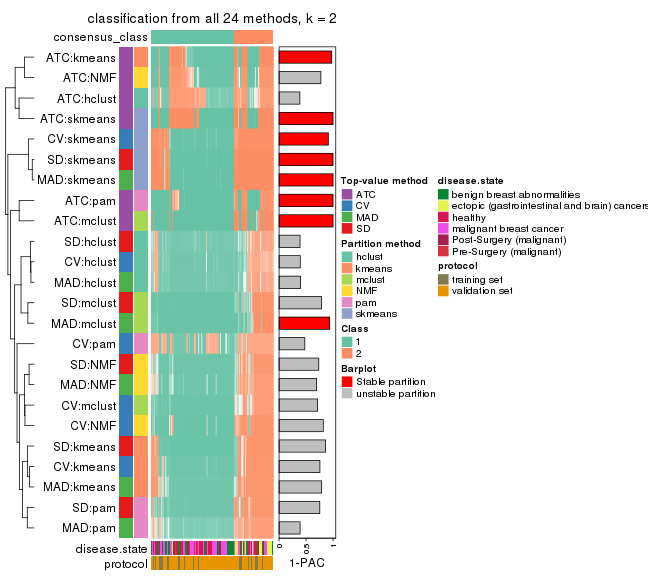 classification from all 24 methods, k = 2
consensus_class
ATC:kmeans
ATC:NMF
ATC:hclust
ATC:skmeans
CV:skmeans
SD:skmeans
MAD:skmeans
ATC:pam
ATC:mclust
SD:hclust
CV:hclust
MAD:hclust
SD:mclust
MAD:mclust
CV:pam
SD:NMF
MAD:NMF
CV:mclust
CV:NMF
SD:kmeans
CV:kmeans
MAD:kmeans
SD:pam
MAD:pam
disease.state
protocol
0
0.5
1
1-PAC
Top-value method
ATC
CV
MAD
SD
Partition method
hclust
kmeans
mclust
NMF
pam
skmeans
Class
1
2
Barplot
Stable partition
unstable partition
disease.state
benign breast abnormalities
ectopic (gastrointestinal and brain) cancers
healthy
malignant breast cancer
Post-Surgery (malignant)
Pre-Surgery (malignant)
protocol
training set
validation set